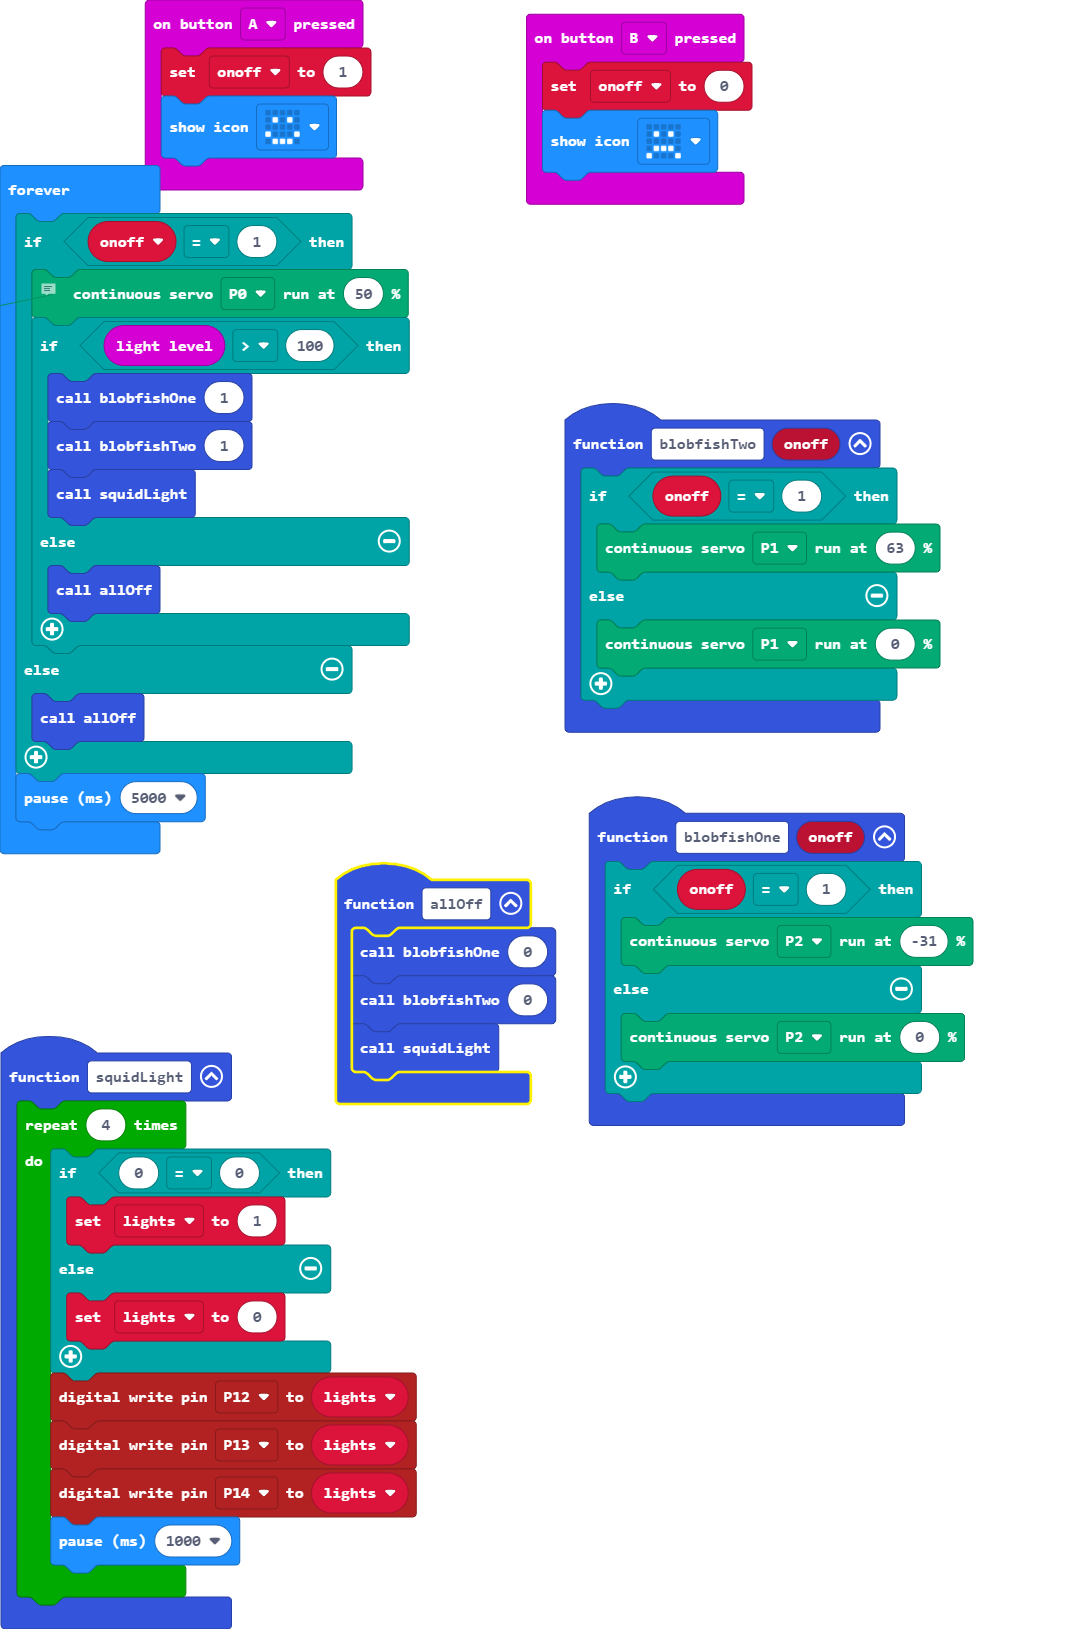 on button A pressed
set onoff to 1
show icon
on button B pressed
set onoff to 0
show icon
forever
if onoff = 1 then
continuous servo P0 run at 50 %
if light level > 100 then
call blobfishOne 1
call blobfishTwo 1
call squidLight
else
call allOff
else
call allOff
pause (ms) 5000
function blobfishTwo onoff
if onoff = 1 then
continuous servo P1 run at 63 %
else
continuous servo P1 run at 0 %
function blobfishOne onoff
if onoff = 1 then
continuous servo P2 run at -31 %
else
continuous servo P2 run at 0 %
function allOff
call blobfishOne 0
call blobfishTwo 0
call squidLight
function squidLight
repeat 4 times
do
if 0 = 0 then
set lights to 1
else
set lights to 0
digital write pin P12 to lights
digital write pin P13 to lights
digital write pin P14 to lights
pause (ms) 1000